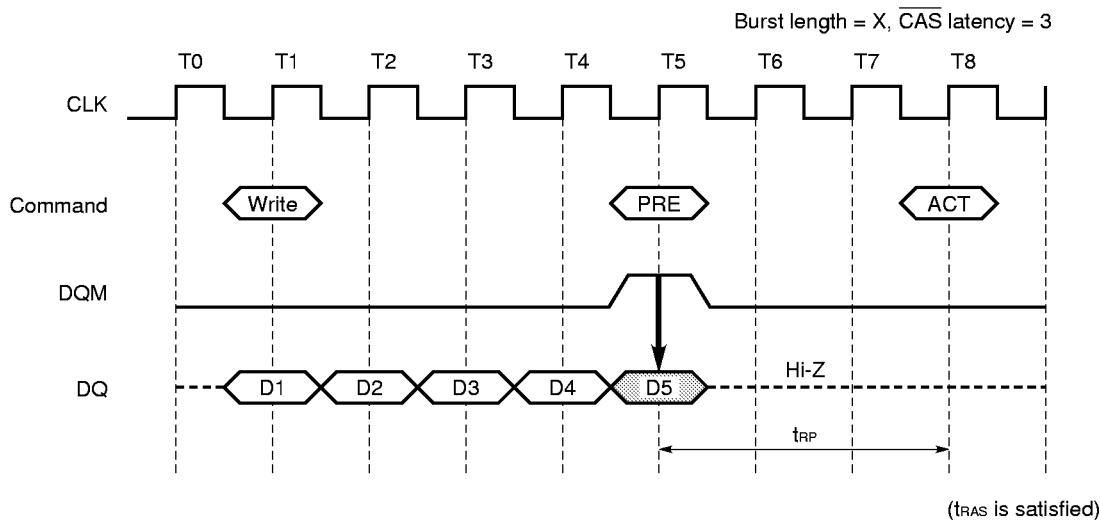 Burst length = X, CAS latency = 3
T0 T1 T2 T3 T4 T5 T6 T7 T8
CLK
Command Write PRE ACT
DQM
DQ D1 D2 D3 D4 D5 Hi-Z
tRP
(tRAS is satisfied)